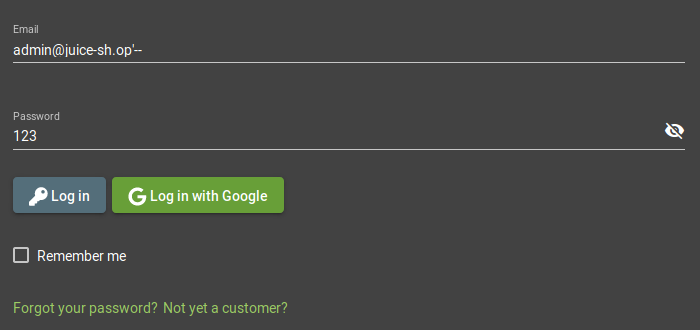 Email
admin@juice-sh.op'--
Password
123
Log in
Log in with Google
Remember me
Forgot your password? Not yet a customer?